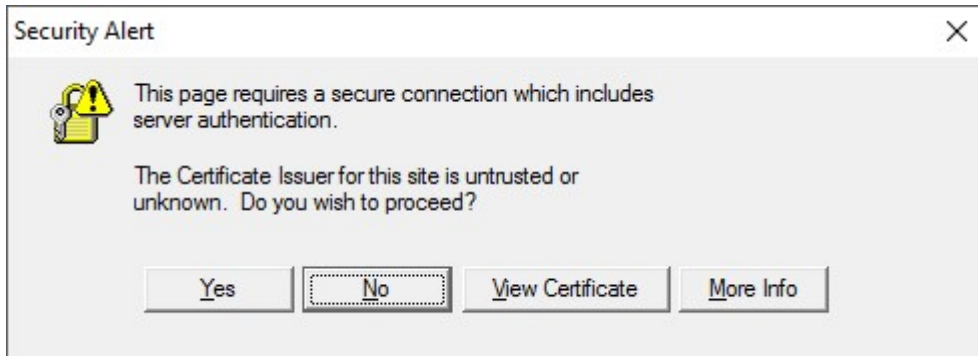 Security Alert
This page requires a secure connection which includes
server authentication.
The Certificate Issuer for this site is untrusted or
unknown.  Do you wish to proceed?
Yes No View Certificate More Info